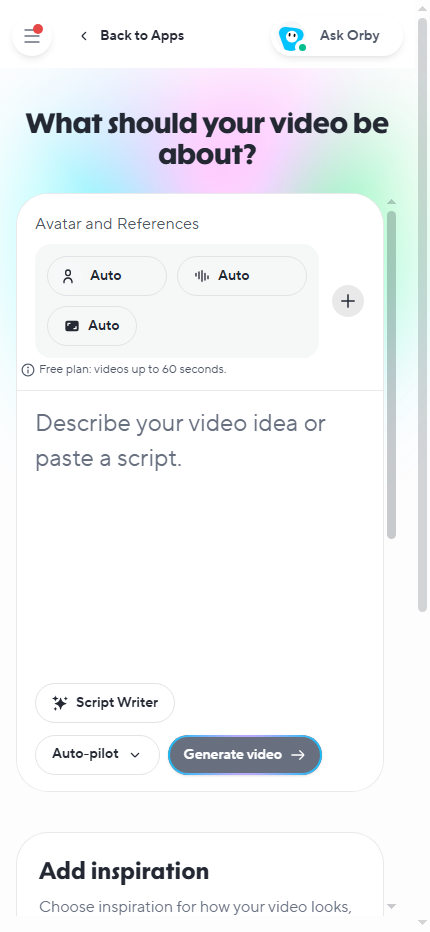 Back to Apps
Ask Orby
What should your video be
about?
Avatar and References
Auto
Auto
Auto
Free plan: videos up to 60 seconds.
Describe your video idea or
paste a script.
Script Writer
Auto-pilot
Generate video
Add inspiration
Choose inspiration for how your video looks,